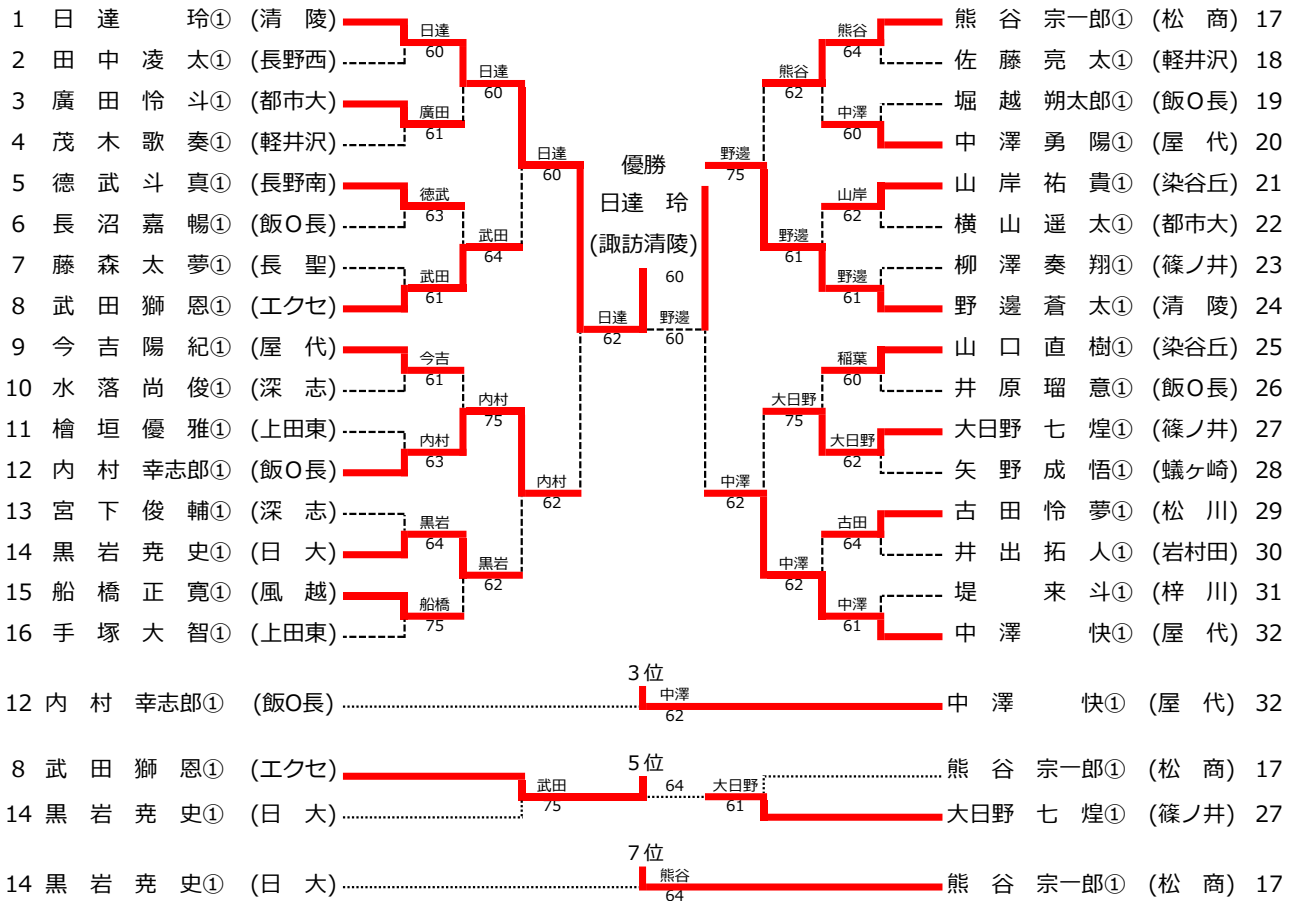 1 日 達 玲① (清 陵)
2 田 中 凌 太① (長野西)
3 廣 田 怜 斗① (都市大)
4 茂 木 歌 奏① (軽井沢)
5 德 武 斗 真① (長野南)
6 長 沼 嘉 暢① (飯O長)
7 藤 森 太 夢① (長 聖)
8 武 田 獅 恩① (エクセ)
9 今 吉 陽 紀① (屋 代)
10 水 落 尚 俊① (深 志)
11 檜 垣 優 雅① (上田東)
12 内 村 幸志郎① (飯O長)
13 宮 下 俊 輔① (深 志)
14 黒 岩 尭 史① (日 大)
15 船 橋 正 寛① (風 越)
16 手 塚 大 智① (上田東)
日達
60
廣田
61
徳武
63
武田
61
今吉
61
内村
63
黒岩
64
船橋
75
日達
60
武田
64
内村
75
黒岩
62
日達
60
内村
62
日達
62
優勝
日達 玲
(諏訪清陵)
60
野邊
60
野邊
75
中澤
62
熊谷
62
野邊
61
大日野
75
中澤
62
熊谷
64
中澤
60
山岸
62
野邊
61
稲葉
60
大日野
62
古田
64
中澤
61
熊 谷 宗一郎① (松 商) 17
佐 藤 亮 太① (軽井沢) 18
堀 越 朔太郎① (飯O長) 19
中 澤 勇 陽① (屋 代) 20
山 岸 祐 貴① (染谷丘) 21
横 山 遥 太① (都市大) 22
柳 澤 奏 翔① (篠ノ井) 23
野 邊 蒼 太① (清 陵) 24
山 口 直 樹① (染谷丘) 25
井 原 瑠 意① (飯O長) 26
大日野 七 煌① (篠ノ井) 27
矢 野 成 悟① (蟻ヶ崎) 28
古 田 怜 夢① (松 川) 29
井 出 拓 人① (岩村田) 30
堤 来 斗① (梓 川) 31
中 澤 快① (屋 代) 32
3位
12 内 村 幸志郎① (飯O長)
中澤
62
中 澤 快① (屋 代) 32
5位
8 武 田 獅 恩① (エクセ)
14 黒 岩 尭 史① (日 大)
武田
75
64
大日野
61
熊 谷 宗一郎① (松 商) 17
大日野 七 煌① (篠ノ井) 27
7位
14 黒 岩 尭 史① (日 大)
熊谷
64
熊 谷 宗一郎① (松 商) 17